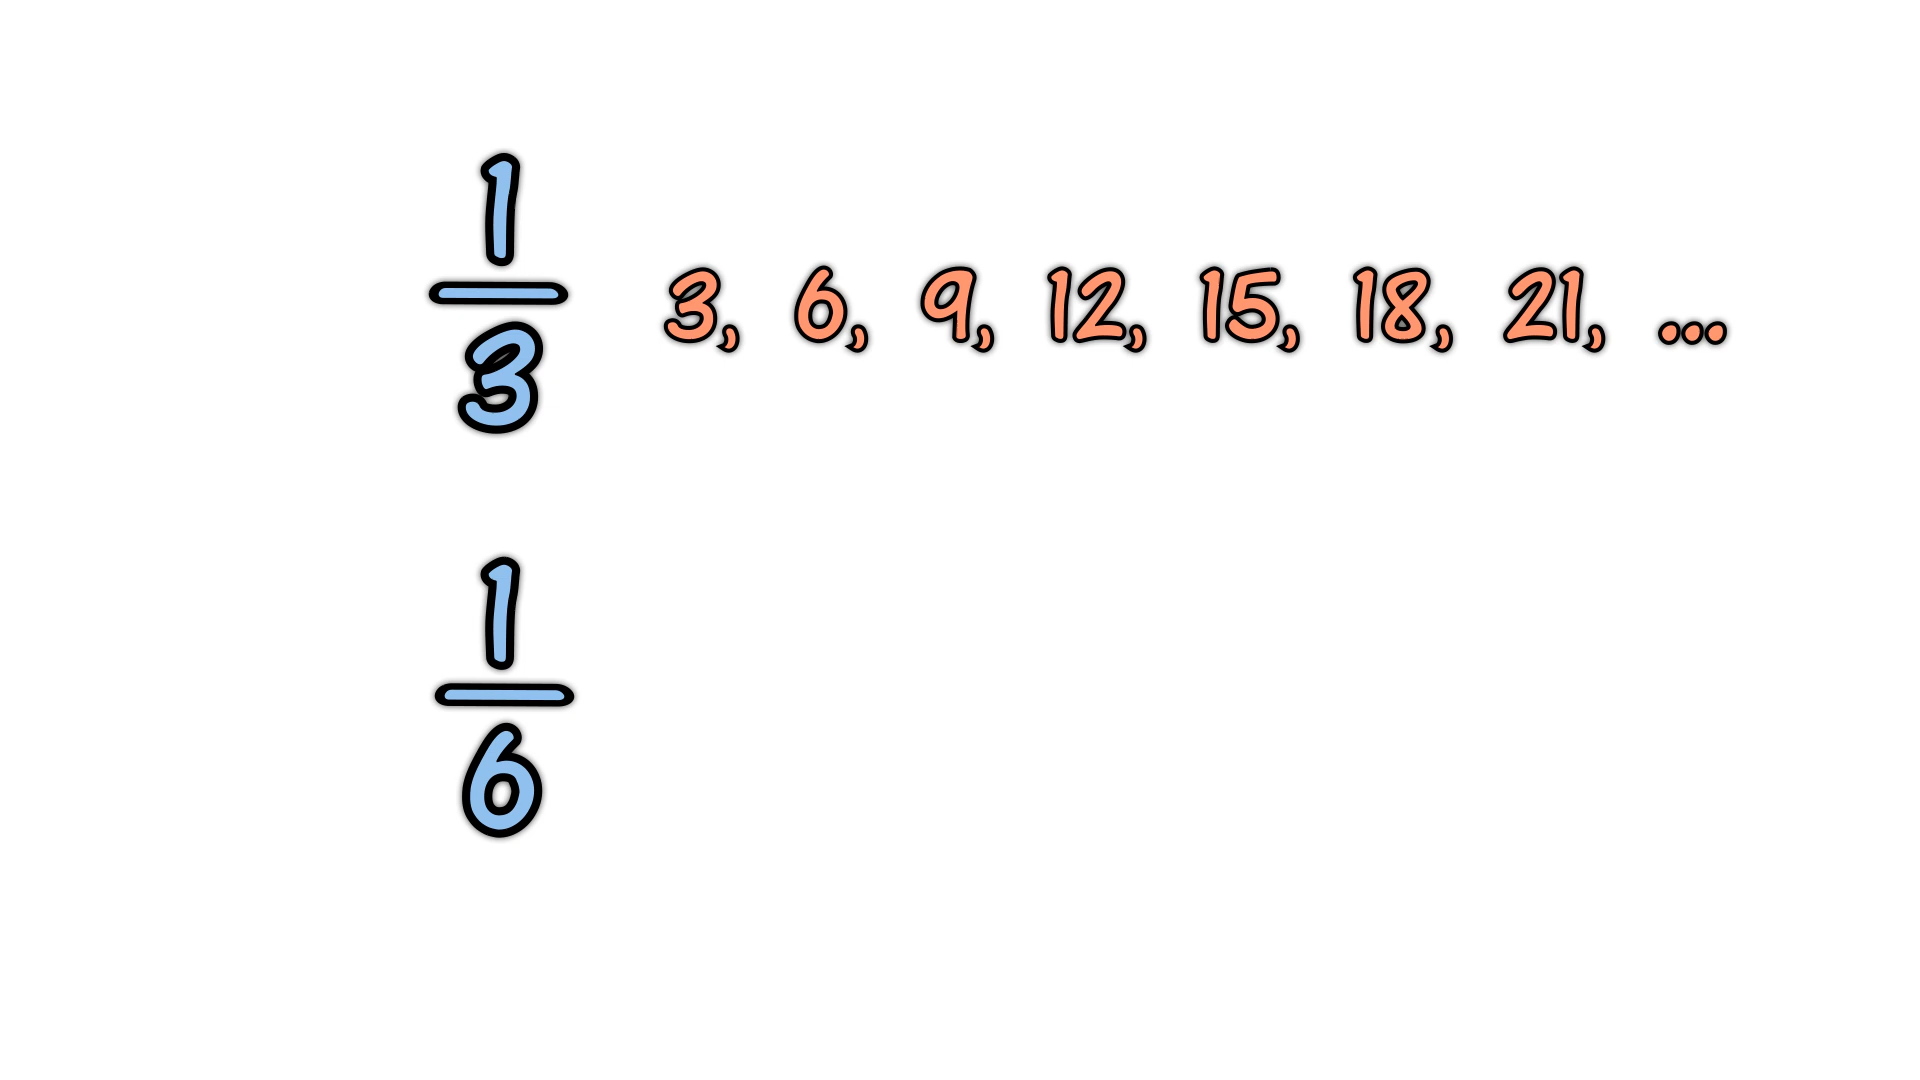 1
3
3, 6, 9, 12, 15, 18, 21, ...
1
6